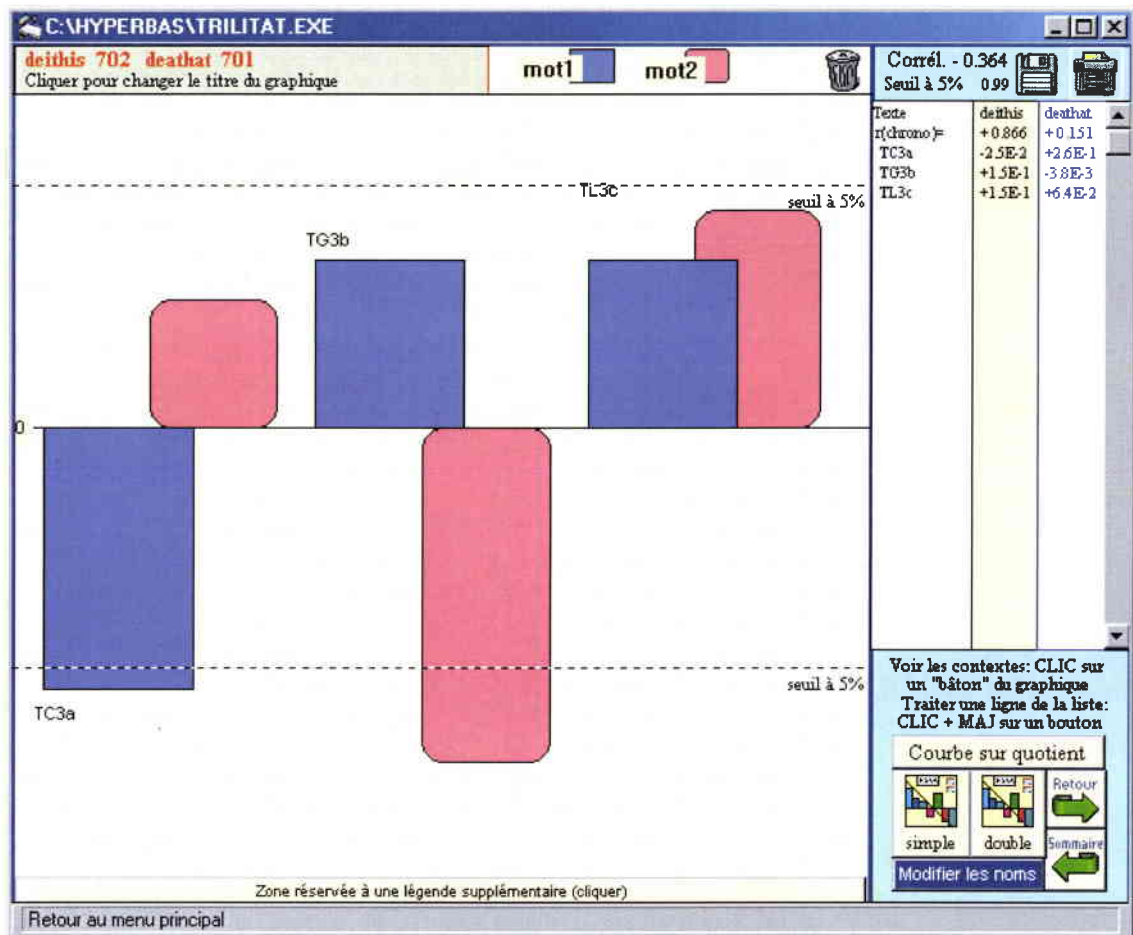 C:\HYPERBAS\TRILITAT.EXE
deithis 702 deathat 701
Cliquer pour changer le titre du graphique
mot1
mot2
Corrél. - 0.364
Seuil à 5% 0.99
Texte deithis deathat
r(chrono)= +0.866 +0.151
TC3a -2.5E-2 +2.6E-1
TG3b +1.5E-1 -3.8E-3
TL3c +1.5E-1 +6.4E-2
TL3c
seuil à 5%
TG3b
0
seuil à 5%
TC3a
Voir les contextes: CLIC sur
un "bâton" du graphique
Traiter une ligne de la liste:
CLIC + MAJ sur un bouton
Courbe sur quotient
simple
double
Retour
Sommaire
Modifier les noms
Zone réservée à une légende supplémentaire (cliquer)
Retour au menu principal